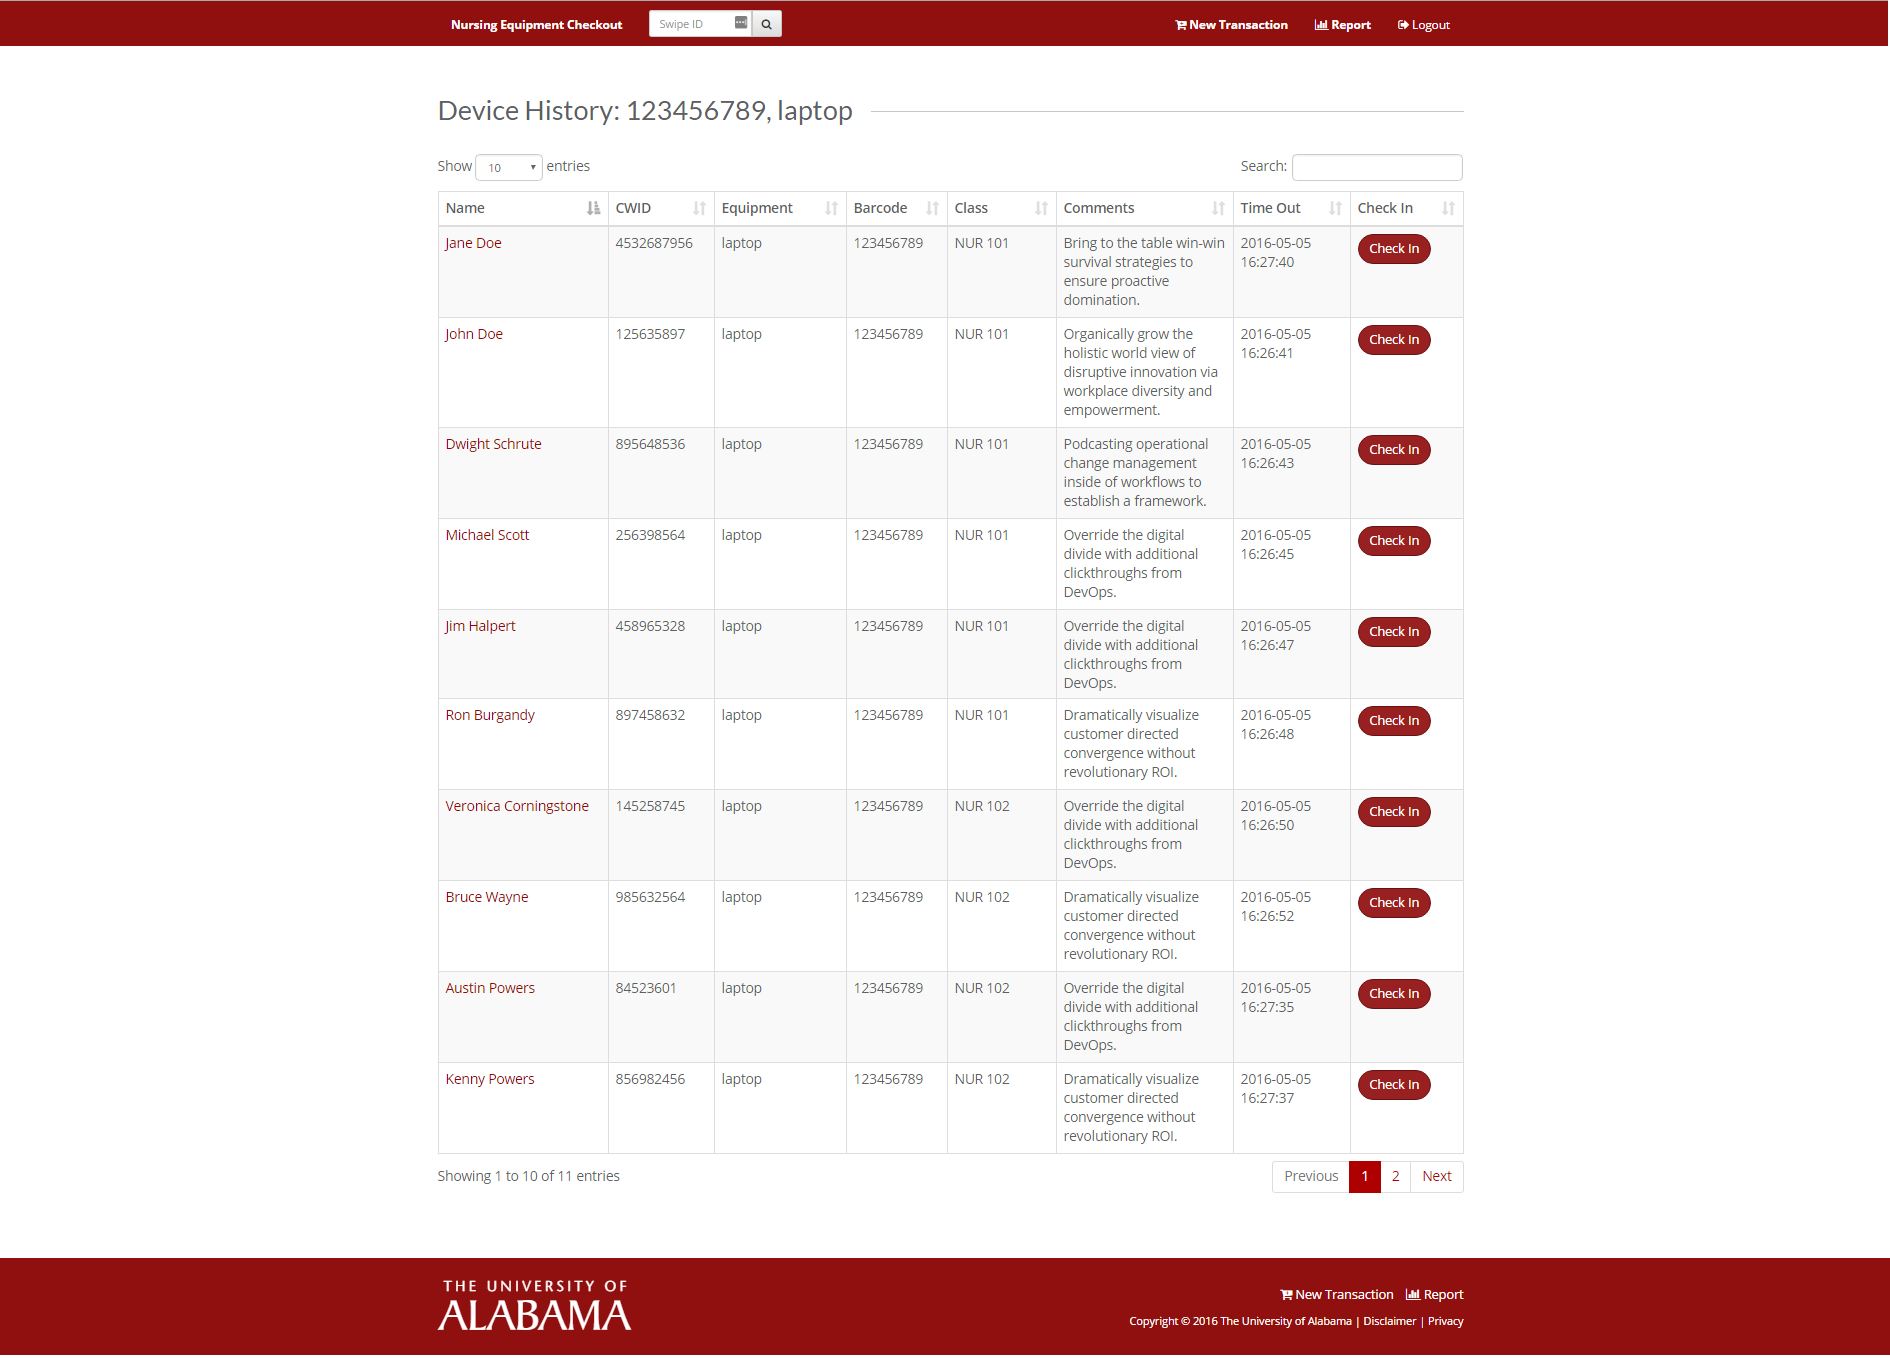 Nursing Equipment Checkout Swipe ID New Transaction Report Logout
Device History: 123456789, laptop
Show 10 entries Search:
Name CWID Equipment Barcode Class Comments Time Out Check In
Jane Doe 4532687956 laptop 123456789 NUR 101 Bring to the table win-win 2016-05-05 Check In
survival strategies to 16:27:40
ensure proactive
domination.
John Doe 125635897 laptop 123456789 NUR 101 Organically grow the 2016-05-05 Check In
holistic world view of 16:26:41
disruptive innovation via
workplace diversity and
empowerment.
Dwight Schrute 895648536 laptop 123456789 NUR 101 Podcasting operational 2016-05-05 Check In
change management 16:26:43
inside of workflows to
establish a framework.
Michael Scott 256398564 laptop 123456789 NUR 101 Override the digital 2016-05-05 Check In
divide with additional 16:26:45
clickthroughs from
DevOps.
Jim Halpert 458965328 laptop 123456789 NUR 101 Override the digital 2016-05-05 Check In
divide with additional 16:26:47
clickthroughs from
DevOps.
Ron Burgandy 897458632 laptop 123456789 NUR 101 Dramatically visualize 2016-05-05 Check In
customer directed 16:26:48
convergence without
revolutionary ROI.
Veronica Corningstone 145258745 laptop 123456789 NUR 102 Override the digital 2016-05-05 Check In
divide with additional 16:26:50
clickthroughs from
DevOps.
Bruce Wayne 985632564 laptop 123456789 NUR 102 Dramatically visualize 2016-05-05 Check In
customer directed 16:26:52
convergence without
revolutionary ROI.
Austin Powers 84523601 laptop 123456789 NUR 102 Override the digital 2016-05-05 Check In
divide with additional 16:27:35
clickthroughs from
DevOps.
Kenny Powers 856982456 laptop 123456789 NUR 102 Dramatically visualize 2016-05-05 Check In
customer directed 16:27:37
convergence without
revolutionary ROI.
Showing 1 to 10 of 11 entries Previous 1 2 Next
THE UNIVERSITY OF
ALABAMA
New Transaction Report
Copyright © 2016 The University of Alabama | Disclaimer | Privacy